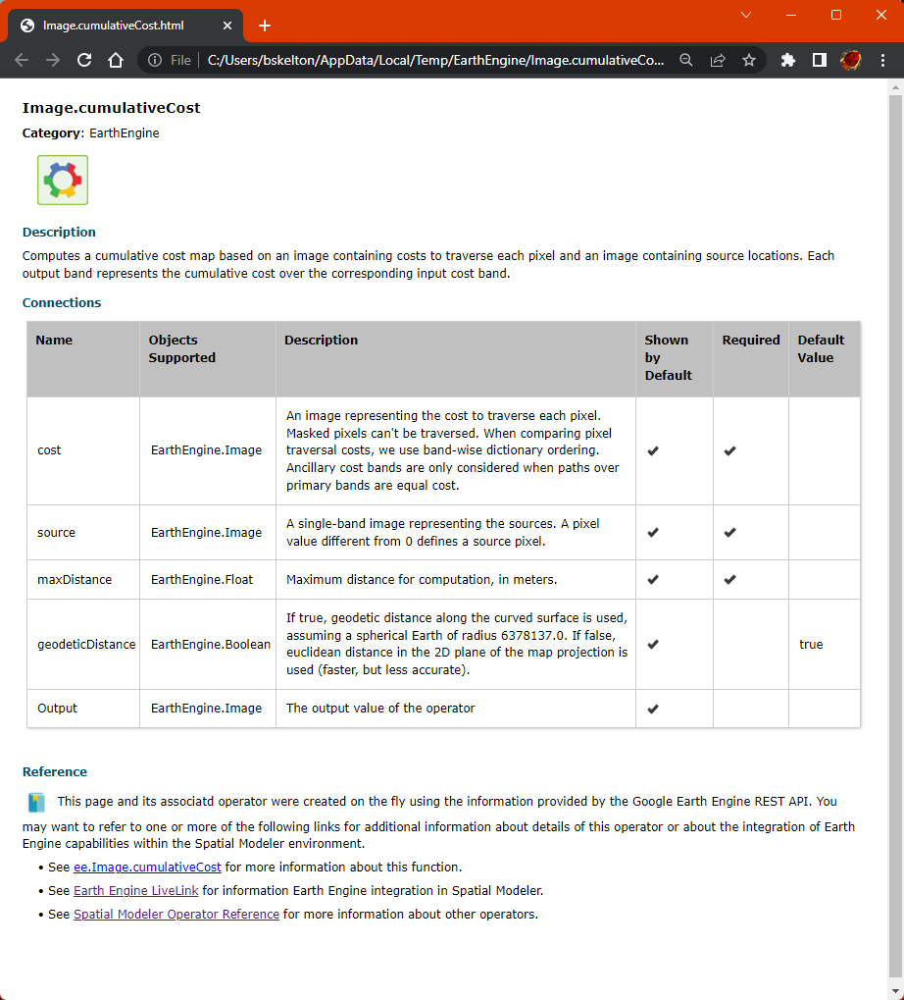 Image.cumulativeCost.html
File
C:/Users/bskelton/AppData/Local/Temp/EarthEngine/Image.cumulativeCo...
Image.cumulativeCost
Category: EarthEngine
Description
Computes a cumulative cost map based on an image containing costs to traverse each pixel and an image containing source locations. Each
output band represents the cumulative cost over the corresponding input cost band.
Connections
Name
Objects
Supported
Description
Shown
by
Default
Required
Default
Value
cost
EarthEngine.Image
An image representing the cost to traverse each pixel.
Masked pixels can't be traversed. When comparing pixel
traversal costs, we use band-wise dictionary ordering.
Ancillary cost bands are only considered when paths over
primary bands are equal cost.
source
EarthEngine.Image
A single-band image representing the sources. A pixel
value different from 0 defines a source pixel.
maxDistance
EarthEngine.Float
Maximum distance for computation, in meters.
geodeticDistance
EarthEngine.Boolean
If true, geodetic distance along the curved surface is used,
assuming a spherical Earth of radius 6378137.0. If false,
euclidean distance in the 2D plane of the map projection is
used (faster, but less accurate).
true
Output
EarthEngine.Image
The output value of the operator
Reference
This page and its associatd operator were created on the fly using the information provided by the Google Earth Engine REST API. You
may want to refer to one or more of the following links for additional information about details of this operator or about the integration of Earth
Engine capabilities within the Spatial Modeler environment.
• See ee.Image.cumulativeCost for more information about this function.
• See Earth Engine LiveLink for information Earth Engine integration in Spatial Modeler.
• See Spatial Modeler Operator Reference for more information about other operators.